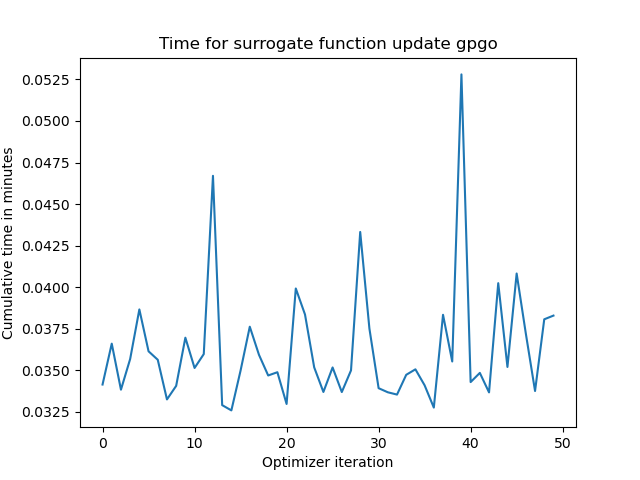 Time for surrogate function update gpgo
Cumulative time in minutes
0.0525
0.0500
0.0475
0.0450
0.0425
0.0400
0.0375
0.0350
0.0325
0 10 20 30 40 50
Optimizer iteration